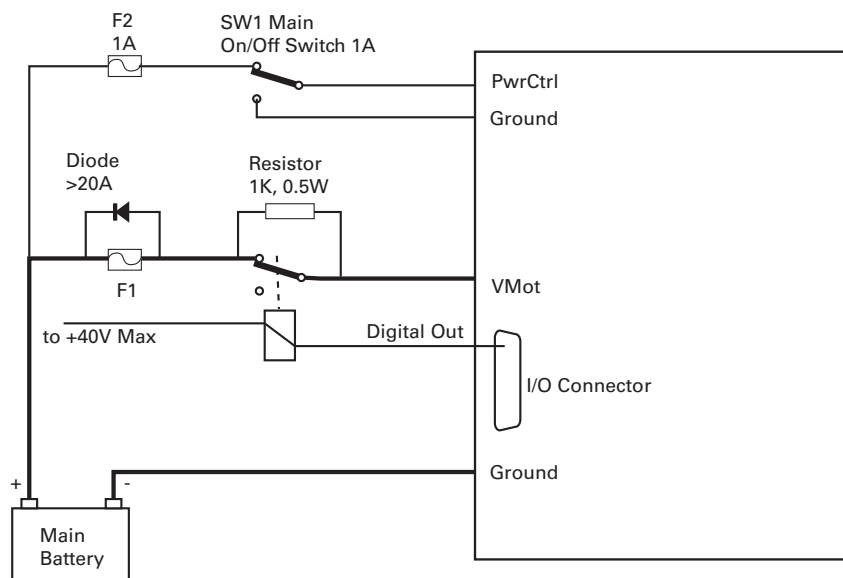 F2
1A
SW1 Main
On/Off Switch 1A
PwrCtrl
Ground
Diode
>20A
Resistor
1K, 0.5W
F1
VMot
to +40V Max
Digital Out
I/O Connector
Ground
+
-
Main
Battery